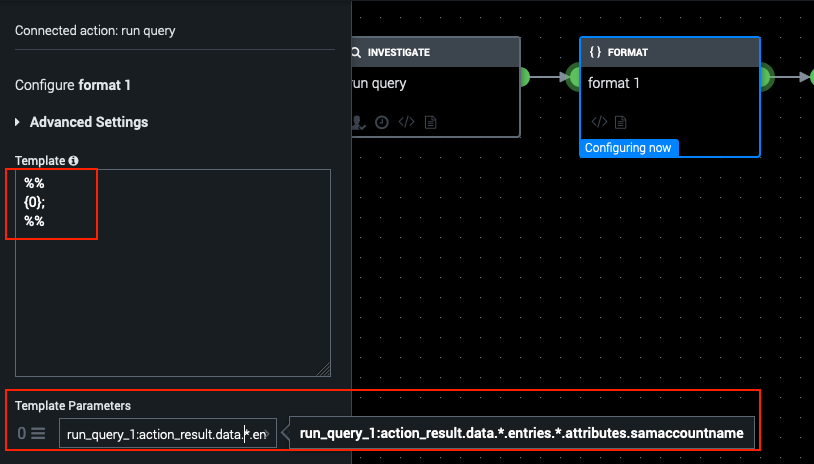 Connected action: run query
Configure format 1
Advanced Settings
Template
%%
{0};
%%
Template Parameters
0
run_query_1:action_result.data.*.en
run_query_1:action_result.data.*.entries.*.attributes.samaccountname
INVESTIGATE
run query
</>
{ } FORMAT
format 1
</>
Configuring now